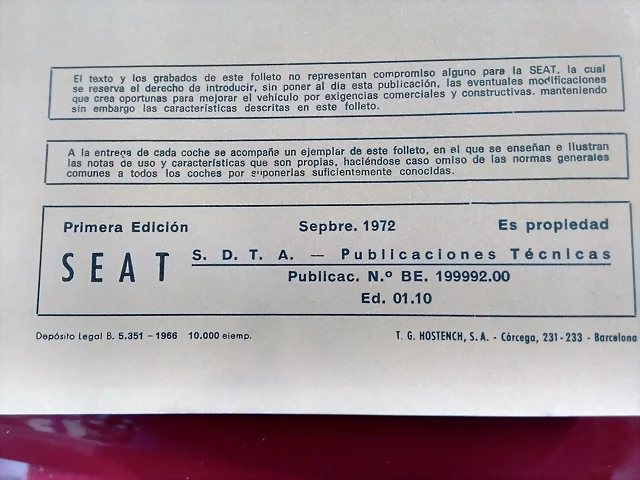 El texto y los grabados de este folleto no representan compromiso alguno para la SEAT, la cual
se reserva el derecho de introducir, sin poner al día esta publicación, las eventuales modificaciones
que crea oportunas para mejorar el vehículo por exigencias comerciales y constructivas. manteniendo
sin embargo las características descritas en este folleto.
A la entrega de cada coche se acompaña un ejemplar de este folleto, en el que se enseñan e ilustran
las notas de uso y características que son propias, haciéndose caso omiso de las normas generales
comunes a todos los coches por suponerlas suficientemente conocidas.
Primera Edición Sepbre. 1972 Es propiedad
SEAT S. D. T. A. — Publicaciones Técnicas
Publicac. N.º BE. 199992.00
Ed. 01.10
Depósito Legal B. 5.351 - 1966 10.000 ejemp. T. G. HOSTENCH, S. A. - Córcega, 231-233 - Barcelona